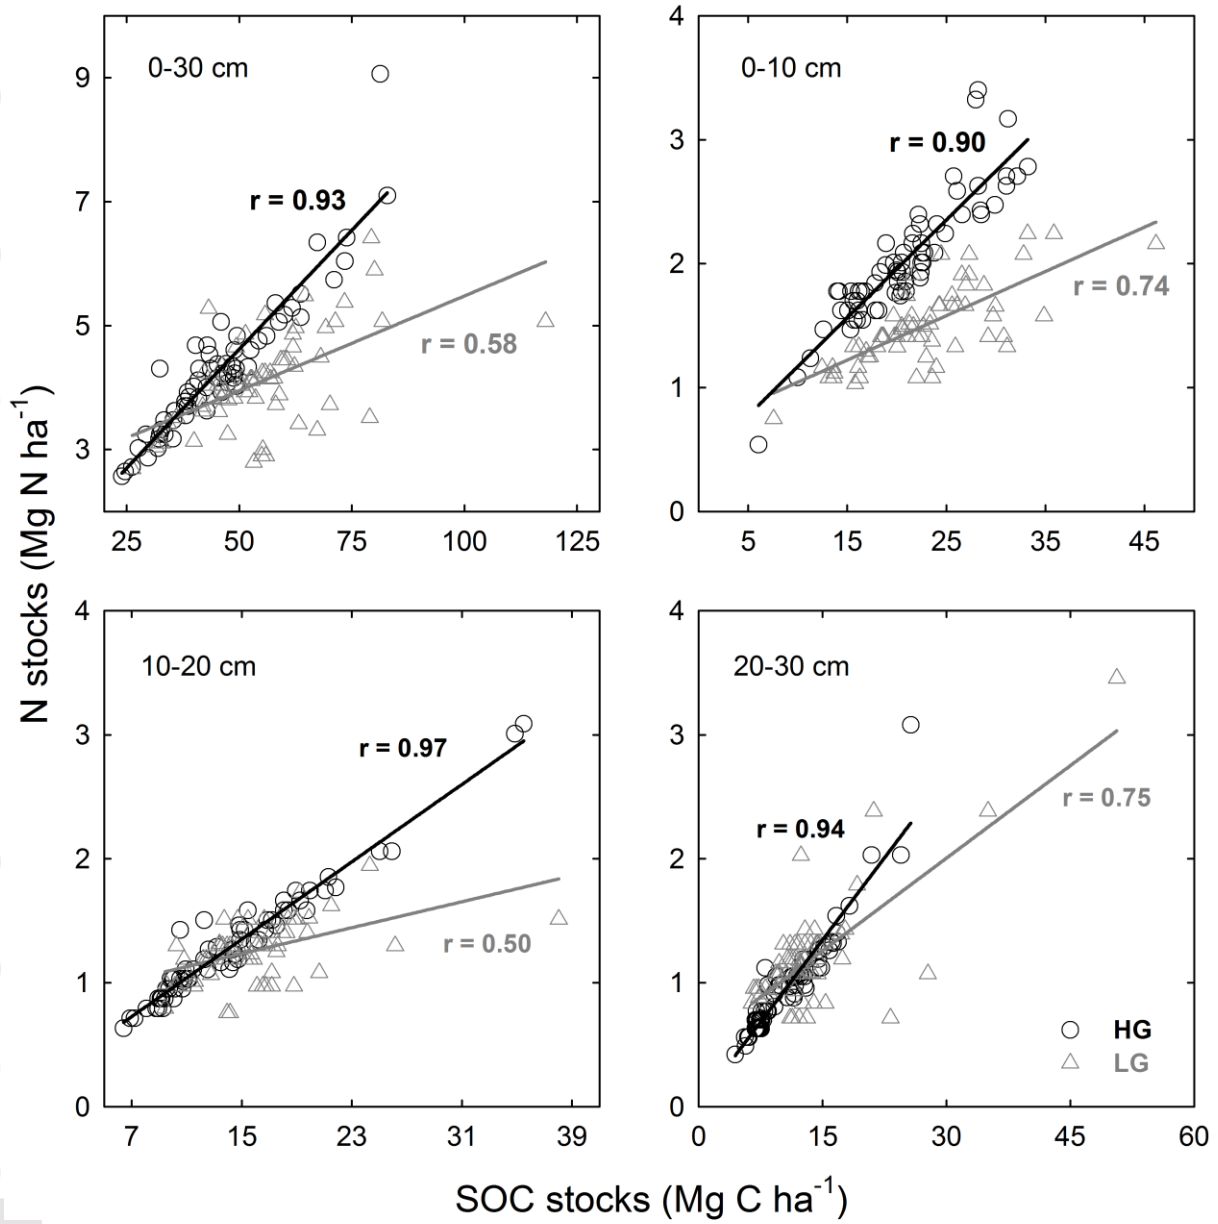 0-30 cm
r = 0.93
r = 0.58
9
7
5
3
25 50 75 100 125
0-10 cm
r = 0.90
r = 0.74
4
3
2
1
0
5 15 25 35 45
10-20 cm
r = 0.97
r = 0.50
4
3
2
1
0
7 15 23 31 39
20-30 cm
r = 0.94
r = 0.75
HG
LG
4
3
2
1
0
0 15 30 45 60
N stocks (Mg N ha⁻¹)
SOC stocks (Mg C ha⁻¹)